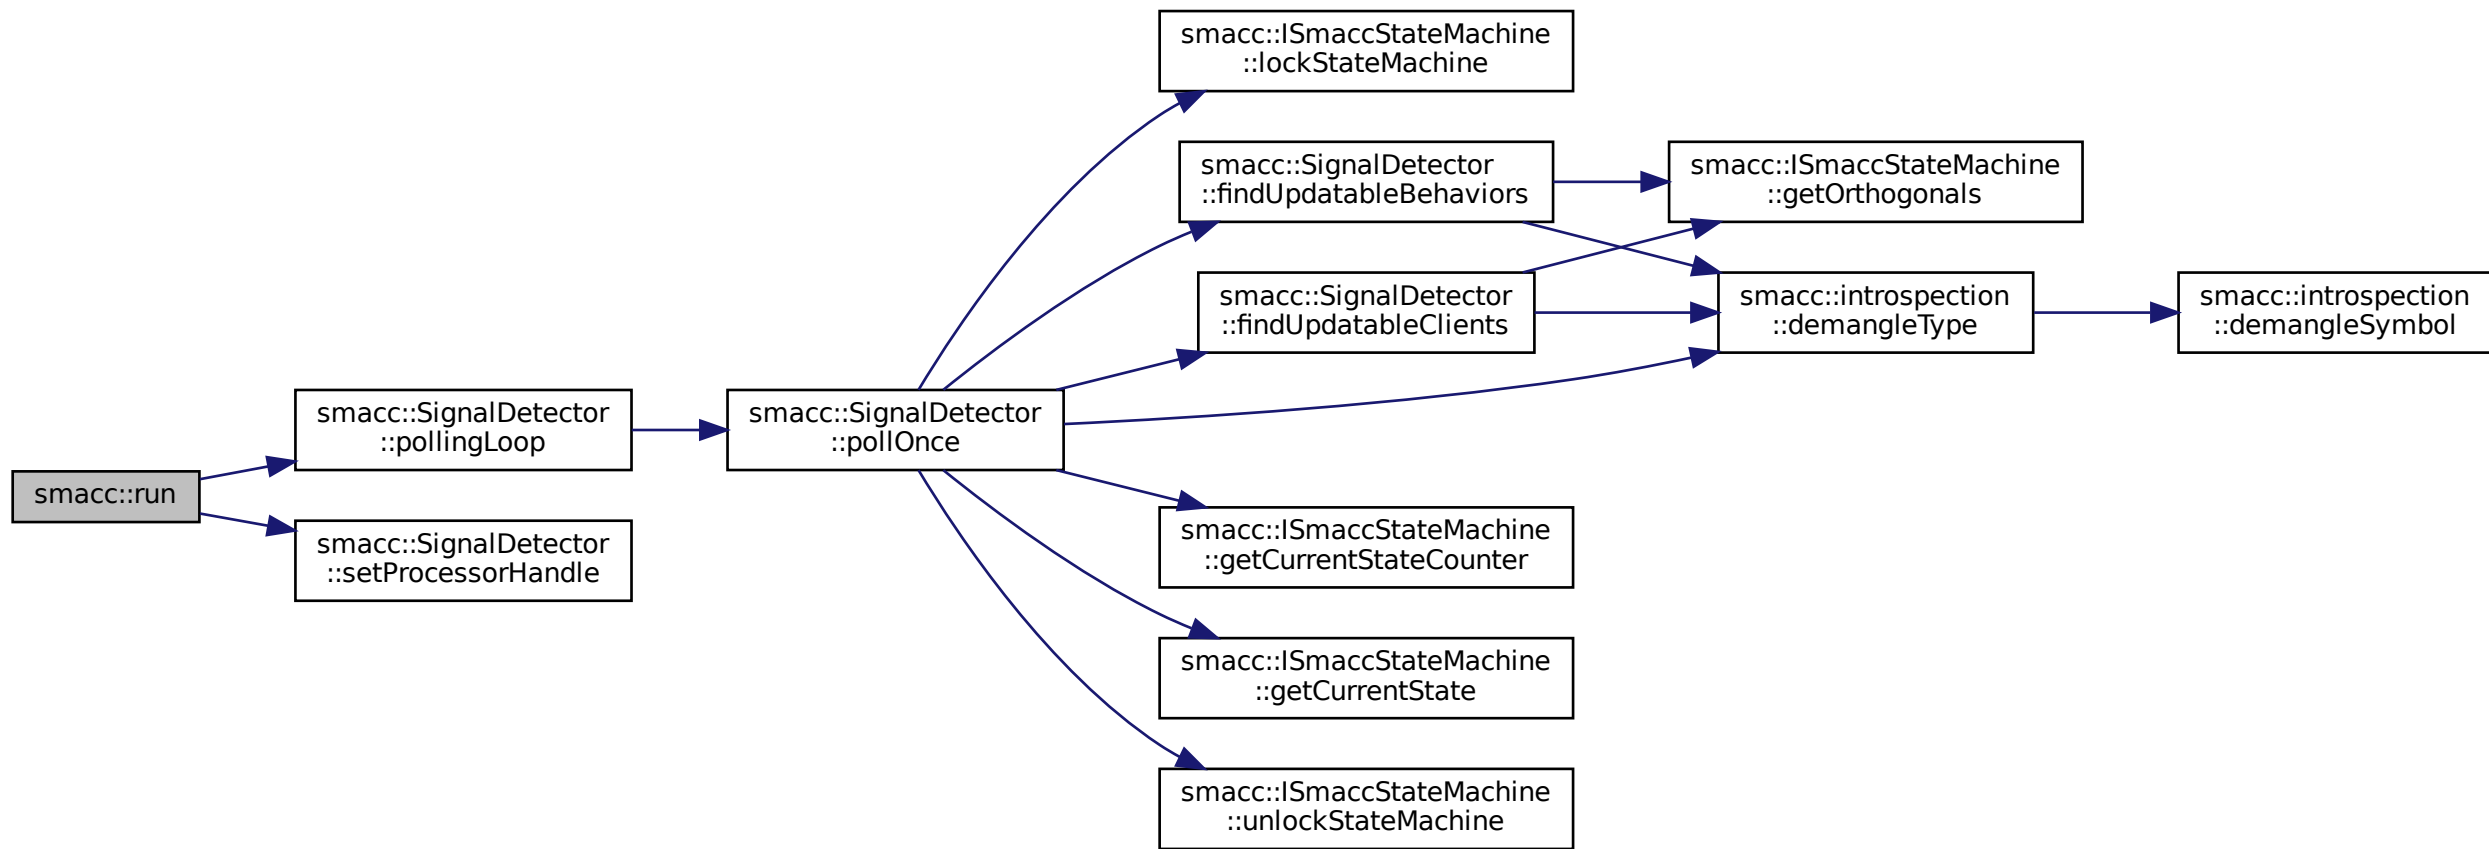 smacc::run
smacc::SignalDetector
::pollingLoop
smacc::SignalDetector
::setProcessorHandle
smacc::SignalDetector
::pollOnce
smacc::ISmaccStateMachine
::lockStateMachine
smacc::SignalDetector
::findUpdatableBehaviors
smacc::SignalDetector
::findUpdatableClients
smacc::ISmaccStateMachine
::getCurrentStateCounter
smacc::ISmaccStateMachine
::getCurrentState
smacc::ISmaccStateMachine
::unlockStateMachine
smacc::ISmaccStateMachine
::getOrthogonals
smacc::introspection
::demangleType
smacc::introspection
::demangleSymbol